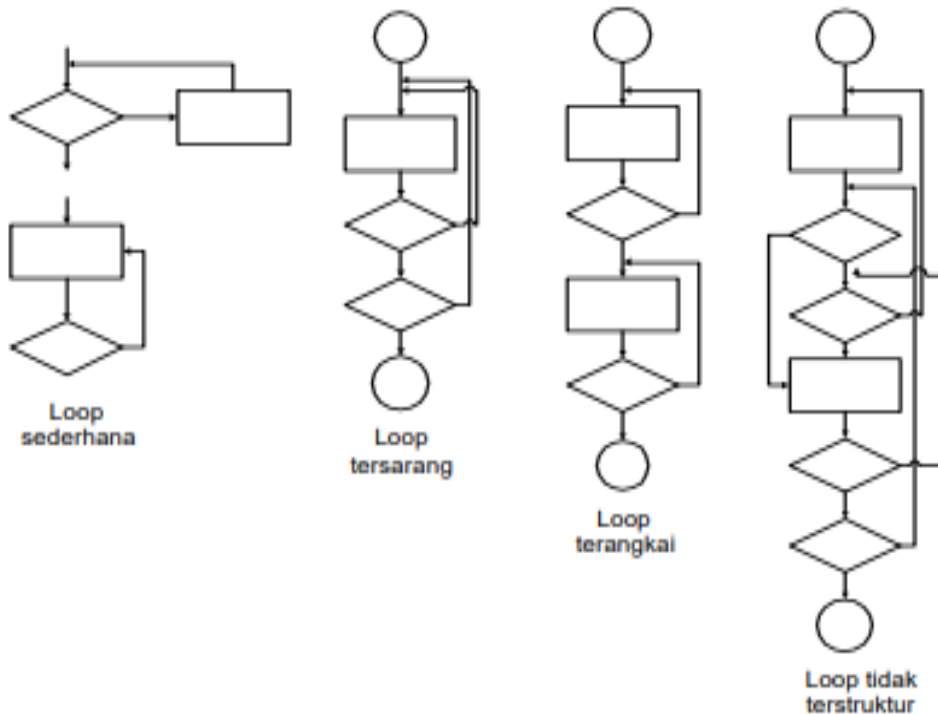 Loop
sederhana
Loop
tersarang
Loop
terangkai
Loop tidak
terstruktur